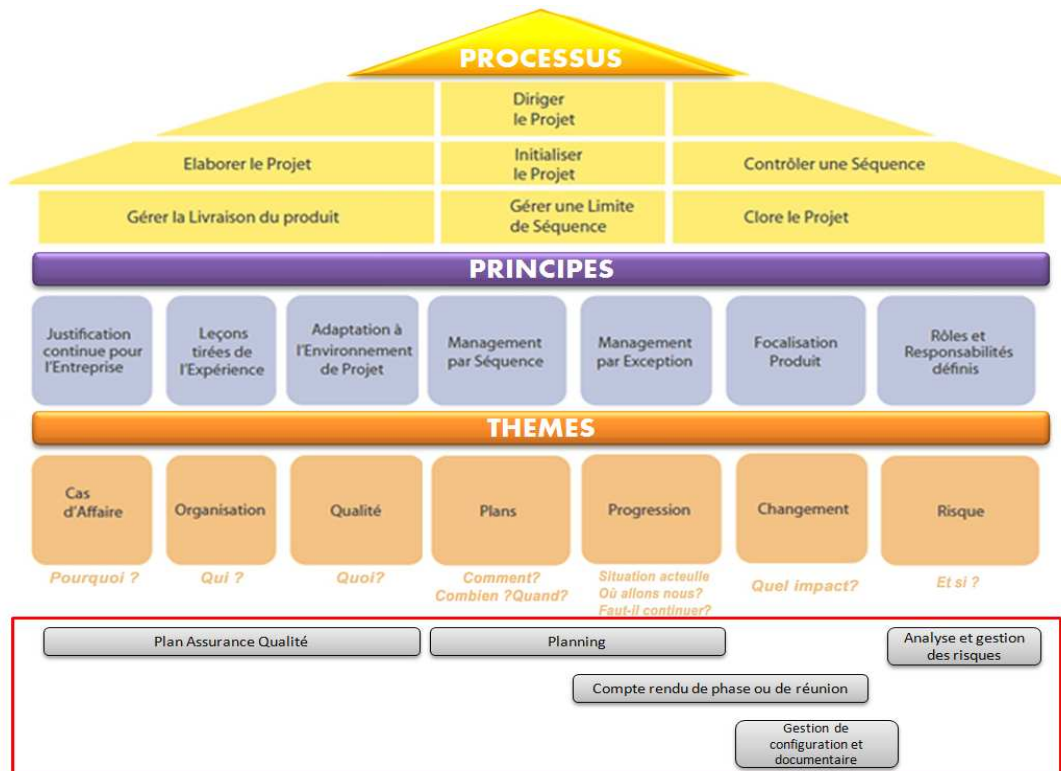 PROCESSUS
Diriger
le Projet
Elaborer le Projet
Initialiser
le Projet
Contrôler une Séquence
Gérer la Livraison du produit
Gérer une Limite
de Séquence
Clore le Projet
PRINCIPES
Justification
continue pour
l'Entreprise
Leçons
tirées de
l'Expérience
Adaptation à
l'Environnement
de Projet
Management
par Séquence
Management
par Exception
Focalisation
Produit
Rôles et
Responsabilités
définis
THEMES
Cas
d'Affaire
Organisation
Qualité
Plans
Progression
Changement
Risque
Pourquoi ?
Qui ?
Quoi?
Comment?
Combien ?Quand?
Situation acteulle
Où allons nous?
Faut-il continuer?
Quel impact?
Et si ?
Plan Assurance Qualité
Planning
Analyse et gestion
des risques
Compte rendu de phase ou de réunion
Gestion de
configuration et
documentaire